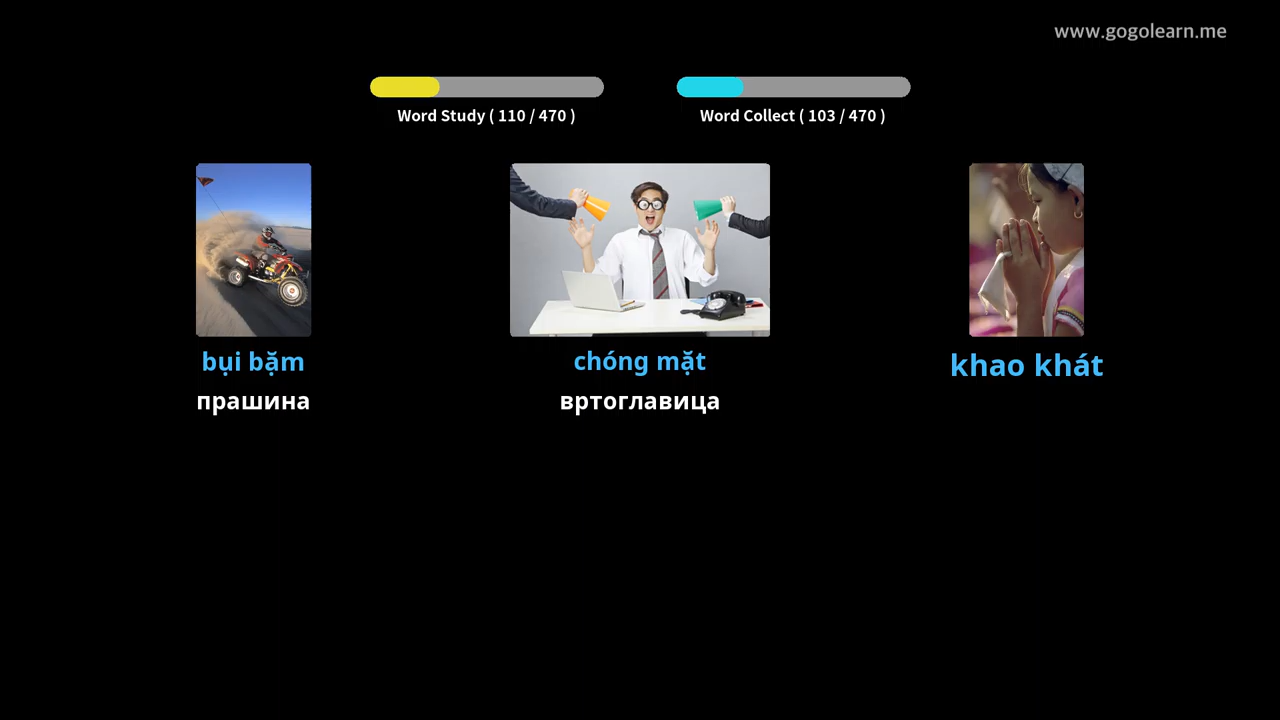 www.gogolearn.me
Word Study ( 110 / 470 )
Word Collect ( 103 / 470 )
bụi bặm
chóng mặt
khao khát
прашина
вртоглавица